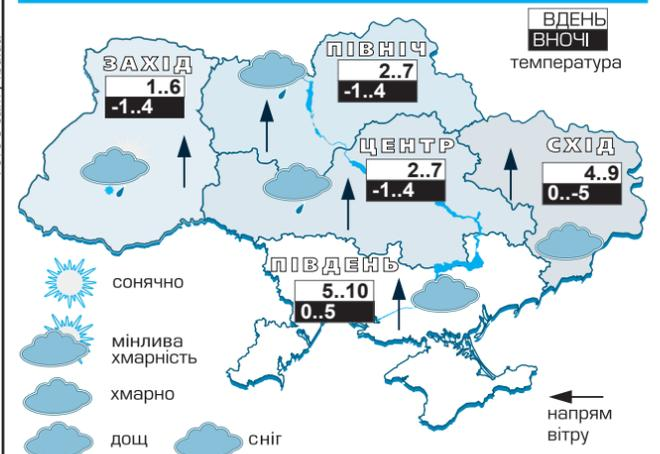 ВДЕНЬ
ВНОЧІ
температура
ПІВНІЧ
2..7
-1..4
ЗАХІД
1..6
-1..4
ЦЕНТР
2..7
-1..4
СХІД
4..9
0..-5
ПІВДЕНЬ
5..10
0..5
сонячно
мінлива
хмарність
хмарно
дощ
сніг
напрям
вітру